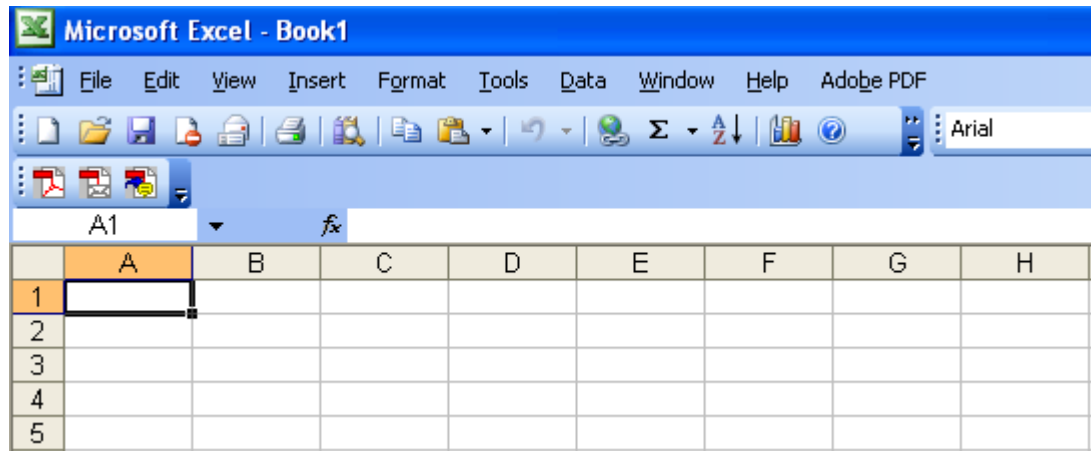 Microsoft Excel - Book1
File Edit View Insert Format Tools Data Window Help Adobe PDF
Σ A Z Arial
A1 fx
A B C D E F G H
1
2
3
4
5